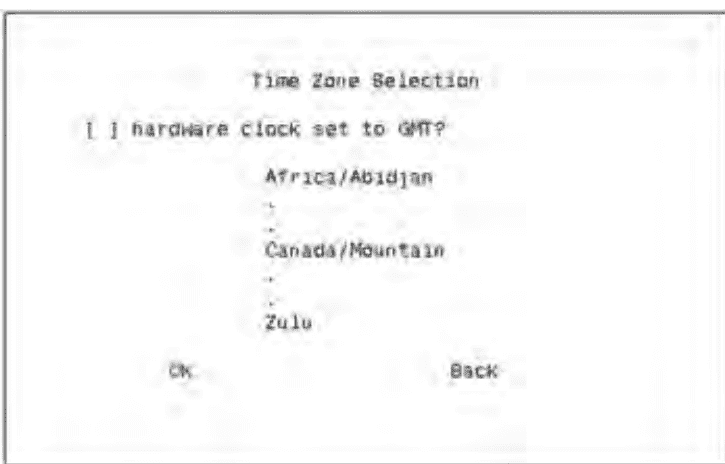 Time Zone Selection
[ ] hardware clock set to GMT?
Africa/Abidjan
.
.
Canada/Mountain
.
.
Zulu
OK Back